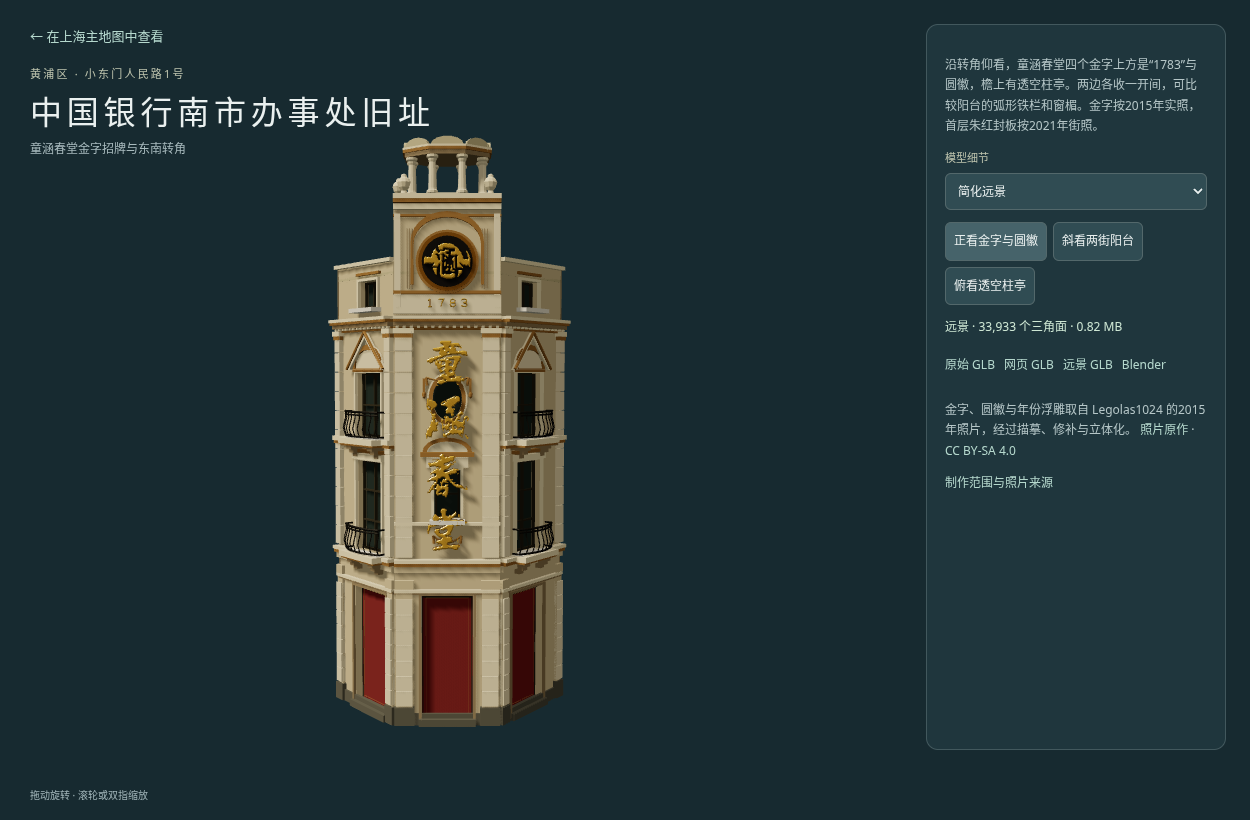 ← 在上海主地图中查看
黄浦区 · 小东门人民路1号
中国银行南市办事处旧址
童涵春堂金字招牌与东南转角
1783
童
涵
春
堂
拖动旋转 · 滚轮或双指缩放
沿转角仰看，童涵春堂四个金字上方是“1783”与
圆徽，檐上有透空柱亭。两边各收一开间，可比
较阳台的弧形铁栏和窗楣。金字按2015年实照，
首层朱红封板按2021年街照。
模型细节
简化远景
正看金字与圆徽
斜看两街阳台
俯看透空柱亭
远景 · 33,933 个三角面 · 0.82 MB
原始 GLB 网页 GLB 远景 GLB Blender
金字、圆徽与年份浮雕取自 Legolas1024 的2015
年照片，经过描摹、修补与立体化。 照片原作 ·
CC BY-SA 4.0
制作范围与照片来源